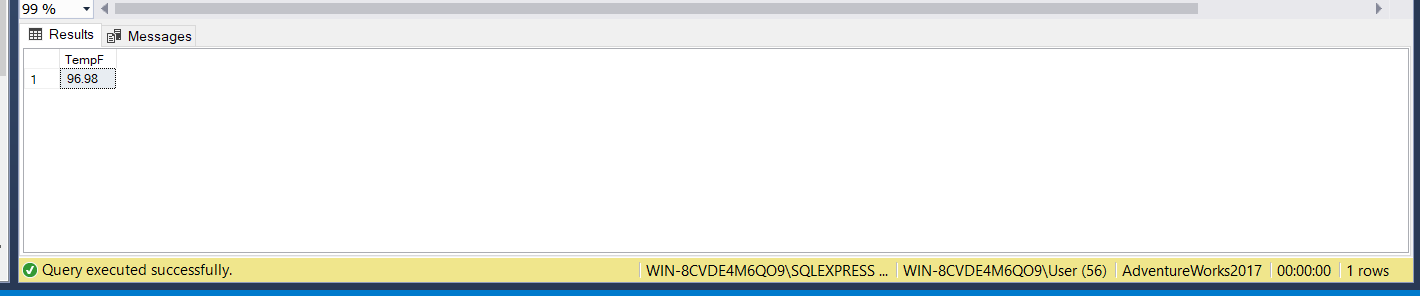 99 %
Results Messages
TempF
1 96.98
Query executed successfully. WIN-8CVDE4M6QO9\SQLEXPRESS ... WIN-8CVDE4M6QO9\User (56) AdventureWorks2017 00:00:00 1 rows